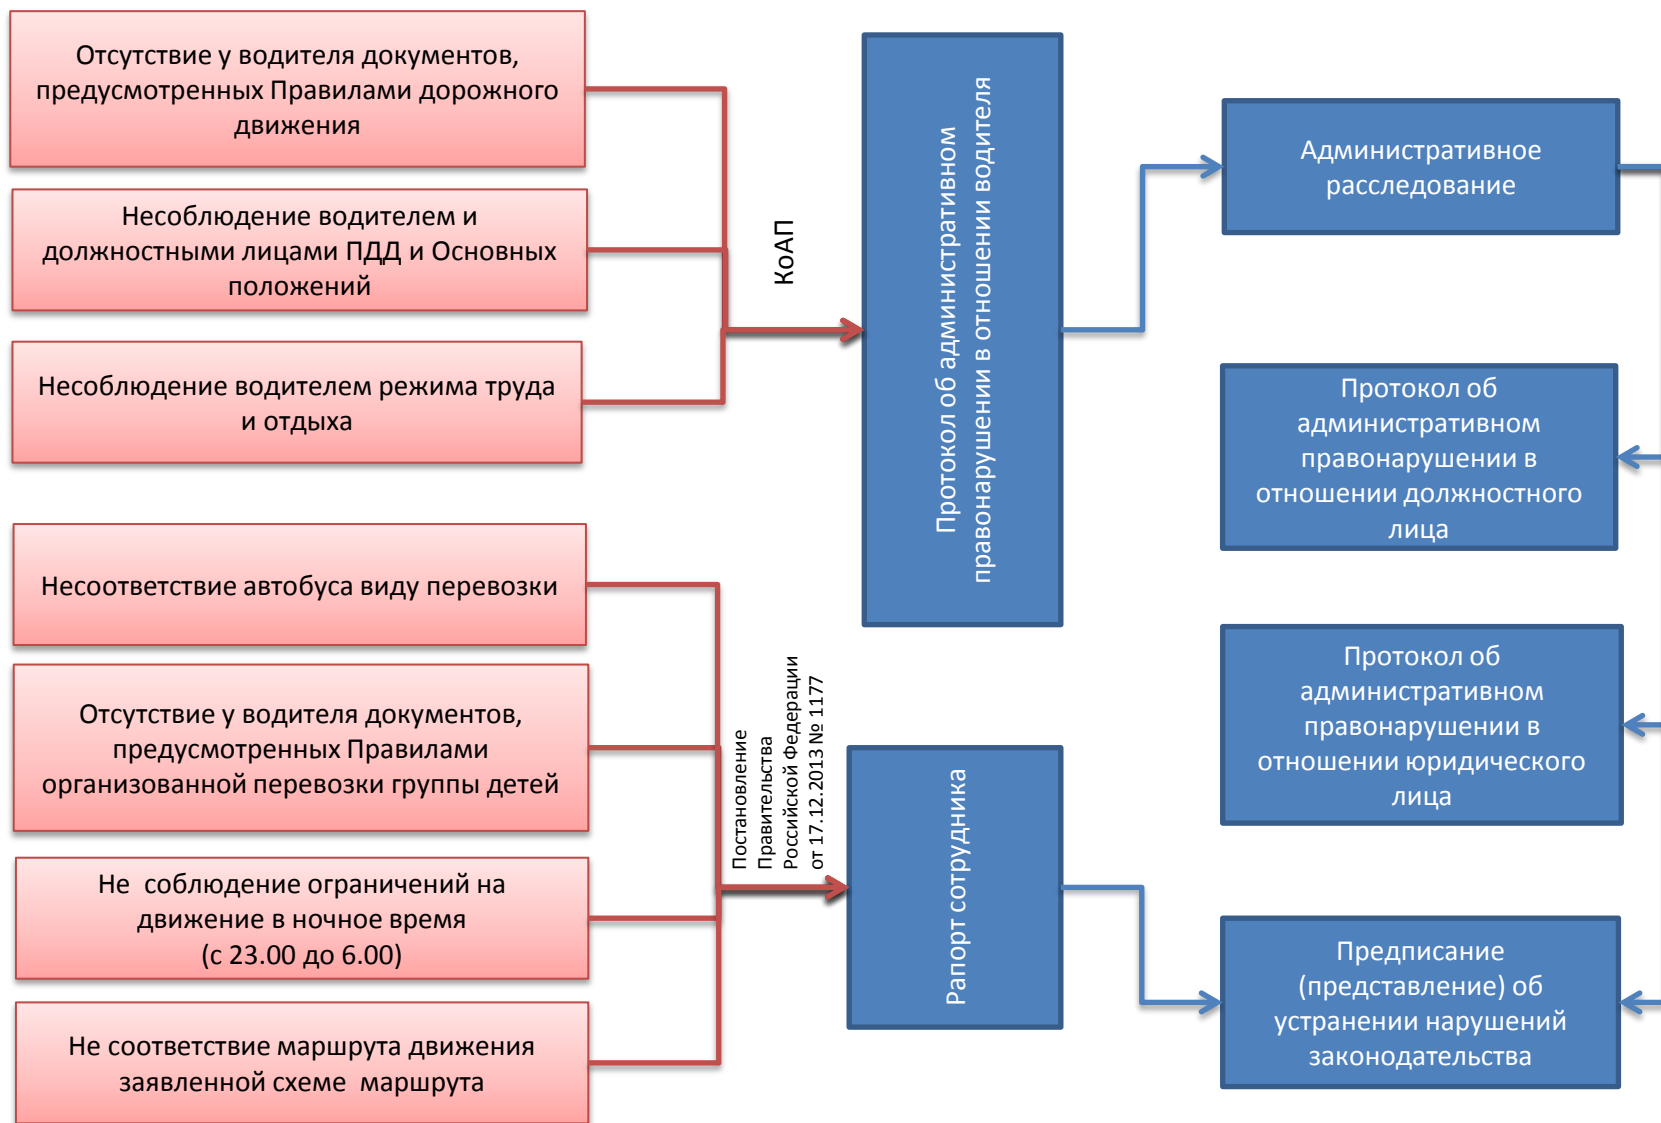 Отсутствие у водителя документов,
предусмотренных Правилами дорожного
движения
Несоблюдение водителем и
должностными лицами ПДД и Основных
положений
Несоблюдение водителем режима труда
и отдыха
КоАП
Протокол об административном
правонарушении в отношении водителя
Административное
расследование
Протокол об
административном
правонарушении в
отношении должностного
лица
Протокол об
административном
правонарушении в
отношении юридического
лица
Несоответствие автобуса виду перевозки
Отсутствие у водителя документов,
предусмотренных Правилами
организованной перевозки группы детей
Не  соблюдение ограничений на
движение в ночное время
(с 23.00 до 6.00)
Не соответствие маршрута движения
заявленной схеме  маршрута
Постановление
Правительства
Российской Федерации
от 17.12.2013 № 1177
Рапорт сотрудника
Предписание
(представление) об
устранении нарушений
законодательства